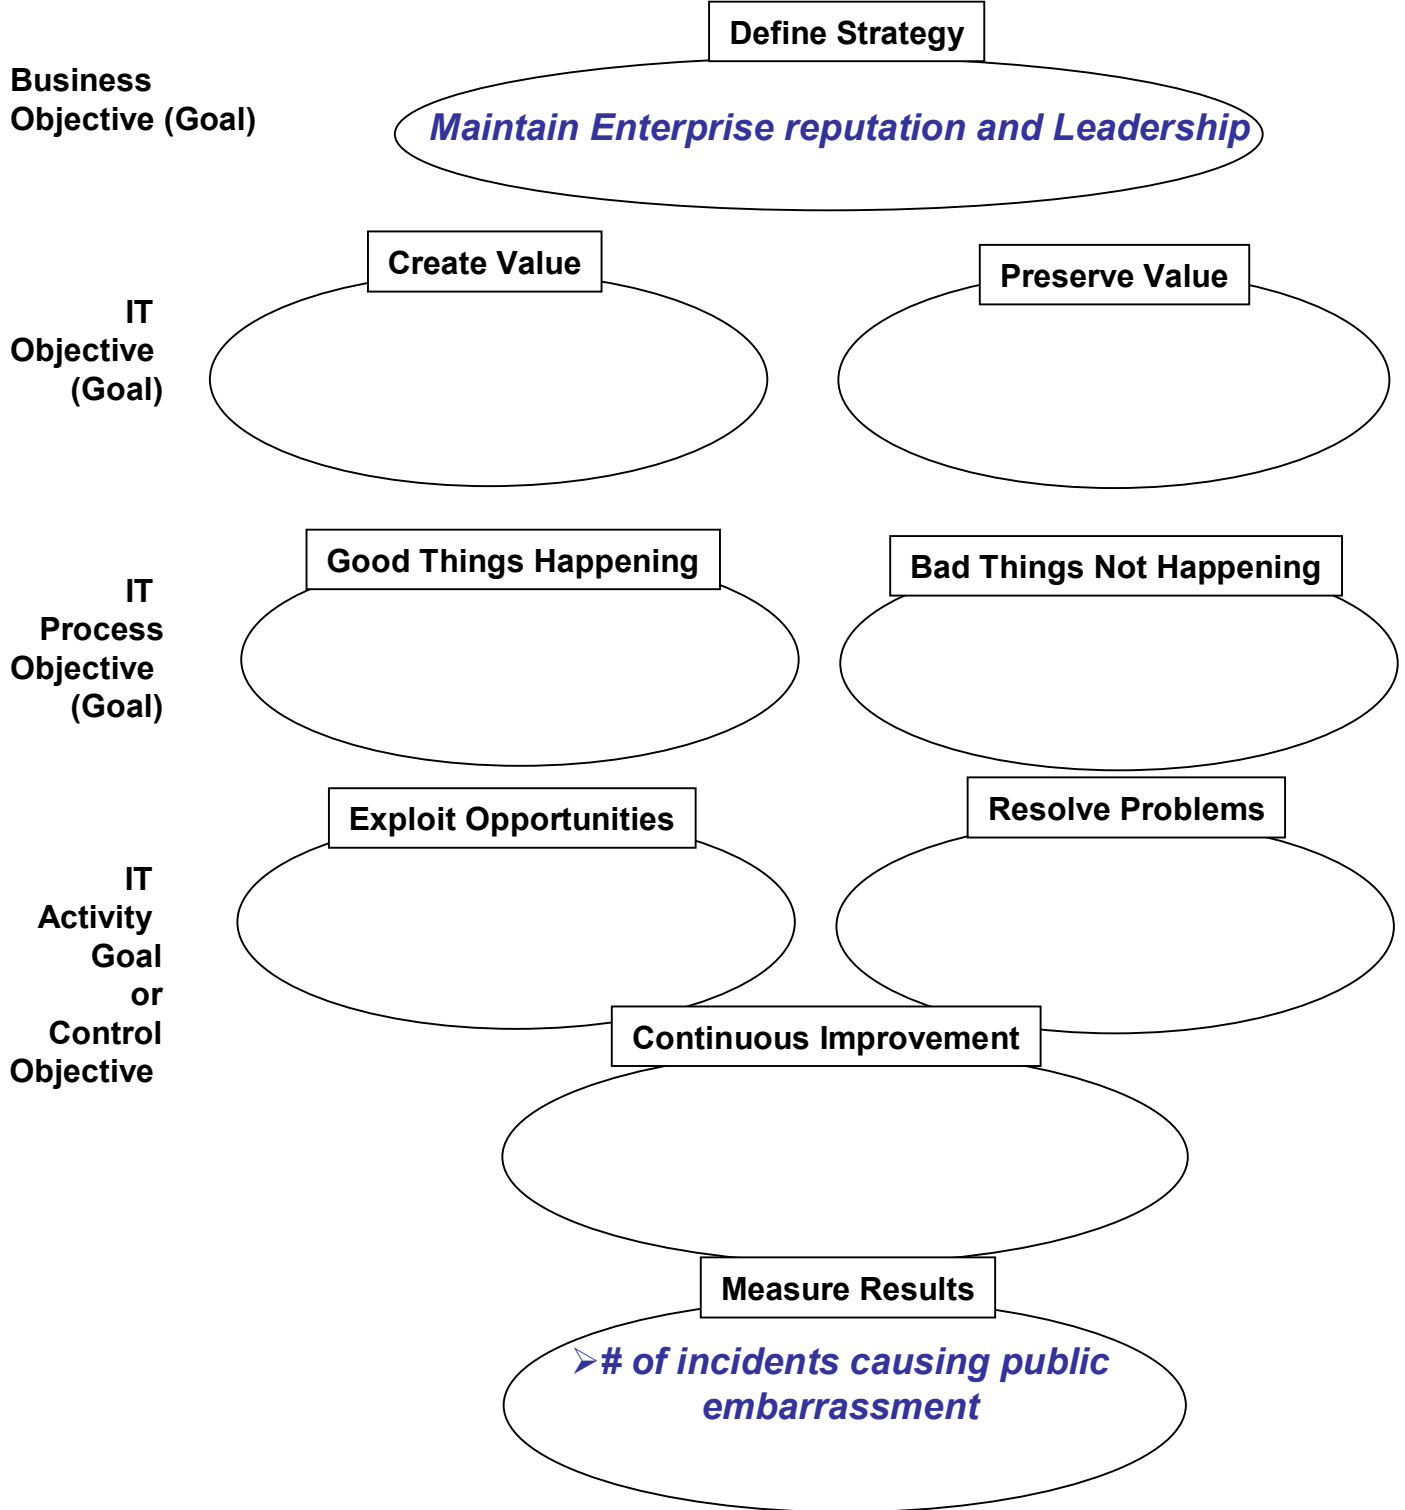 Define Strategy
Business
Objective (Goal)
Maintain Enterprise reputation and Leadership
Create Value
Preserve Value
IT
Objective
(Goal)
Good Things Happening
Bad Things Not Happening
IT
Process
Objective
(Goal)
Exploit Opportunities
Resolve Problems
IT
Activity
Goal
or
Control
Objective
Continuous Improvement
Measure Results
➢# of incidents causing public
embarrassment